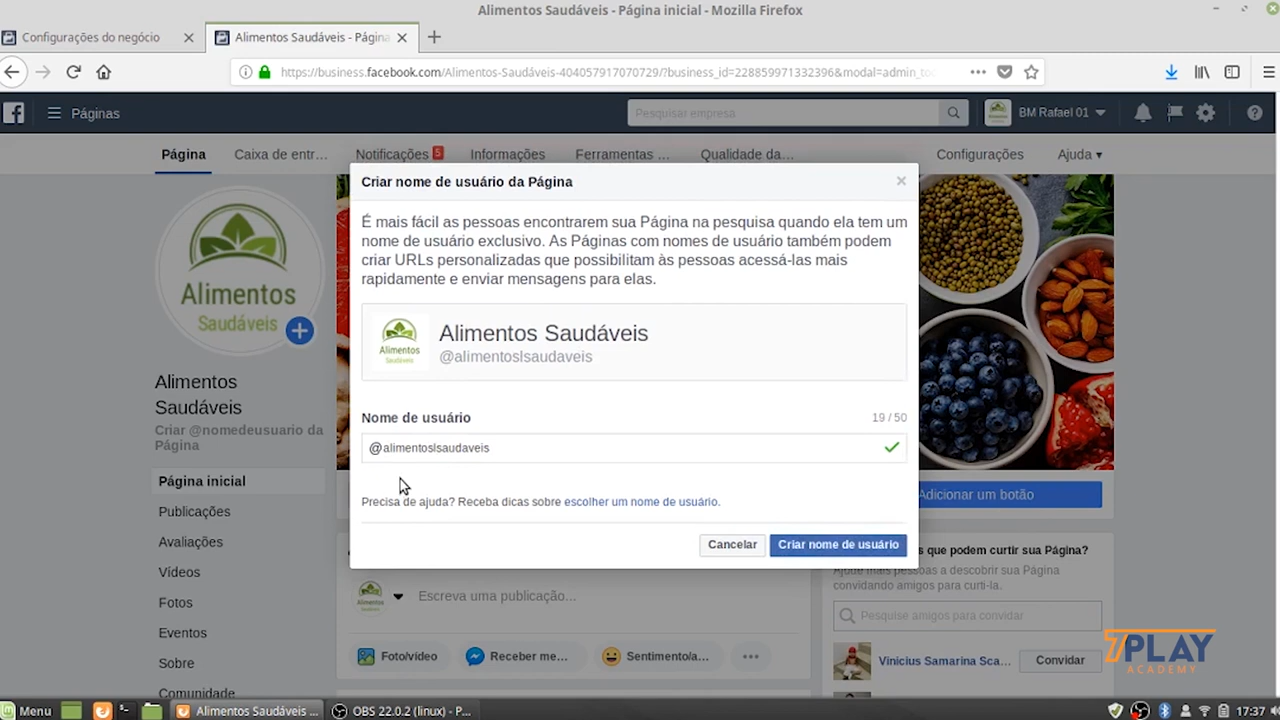 Alimentos Saudáveis - Página inicial - Mozilla Firefox
Configurações do negócio
Alimentos Saudáveis - Página
https://business.facebook.com/Alimentos-Saudáveis-404057917070729/?business_id=228859971332396&modal=admin_to
Páginas
Pesquisar empresa
BM Rafael 01
Página
Caixa de entr...
Notificações 5
Informações
Ferramentas ...
Qualidade da...
Configurações
Ajuda
Criar nome de usuário da Página
É mais fácil as pessoas encontrarem sua Página na pesquisa quando ela tem um
nome de usuário exclusivo. As Páginas com nomes de usuário também podem
criar URLs personalizadas que possibilitam às pessoas acessá-las mais
rapidamente e enviar mensagens para elas.
Alimentos
Saudáveis
Alimentos Saudáveis
@alimentoslsaudaveis
Nome de usuário
19 / 50
@alimentoslsaudaveis
Precisa de ajuda? Receba dicas sobre escolher um nome de usuário.
Cancelar
Criar nome de usuário
Alimentos
Saudáveis
Alimentos
Saudáveis
Criar @nomedeusuario da
Página
Página inicial
Publicações
Avaliações
Vídeos
Fotos
Eventos
Sobre
Comunidade
Adicionar um botão
Alimentos
Escreva uma publicação...
Foto/vídeo
Receber me...
Sentimento/a...
s que podem curtir sua Página?
Ajude mais pessoas a descobrir sua Página
convidando amigos para curti-la.
Pesquise amigos para convidar
Vinicius Samarina Sca...
Convidar
7PLAY
ACADEMY
Menu
Alimentos Saudáveis ...
OBS 22.0.2 (linux) - P...
17:37